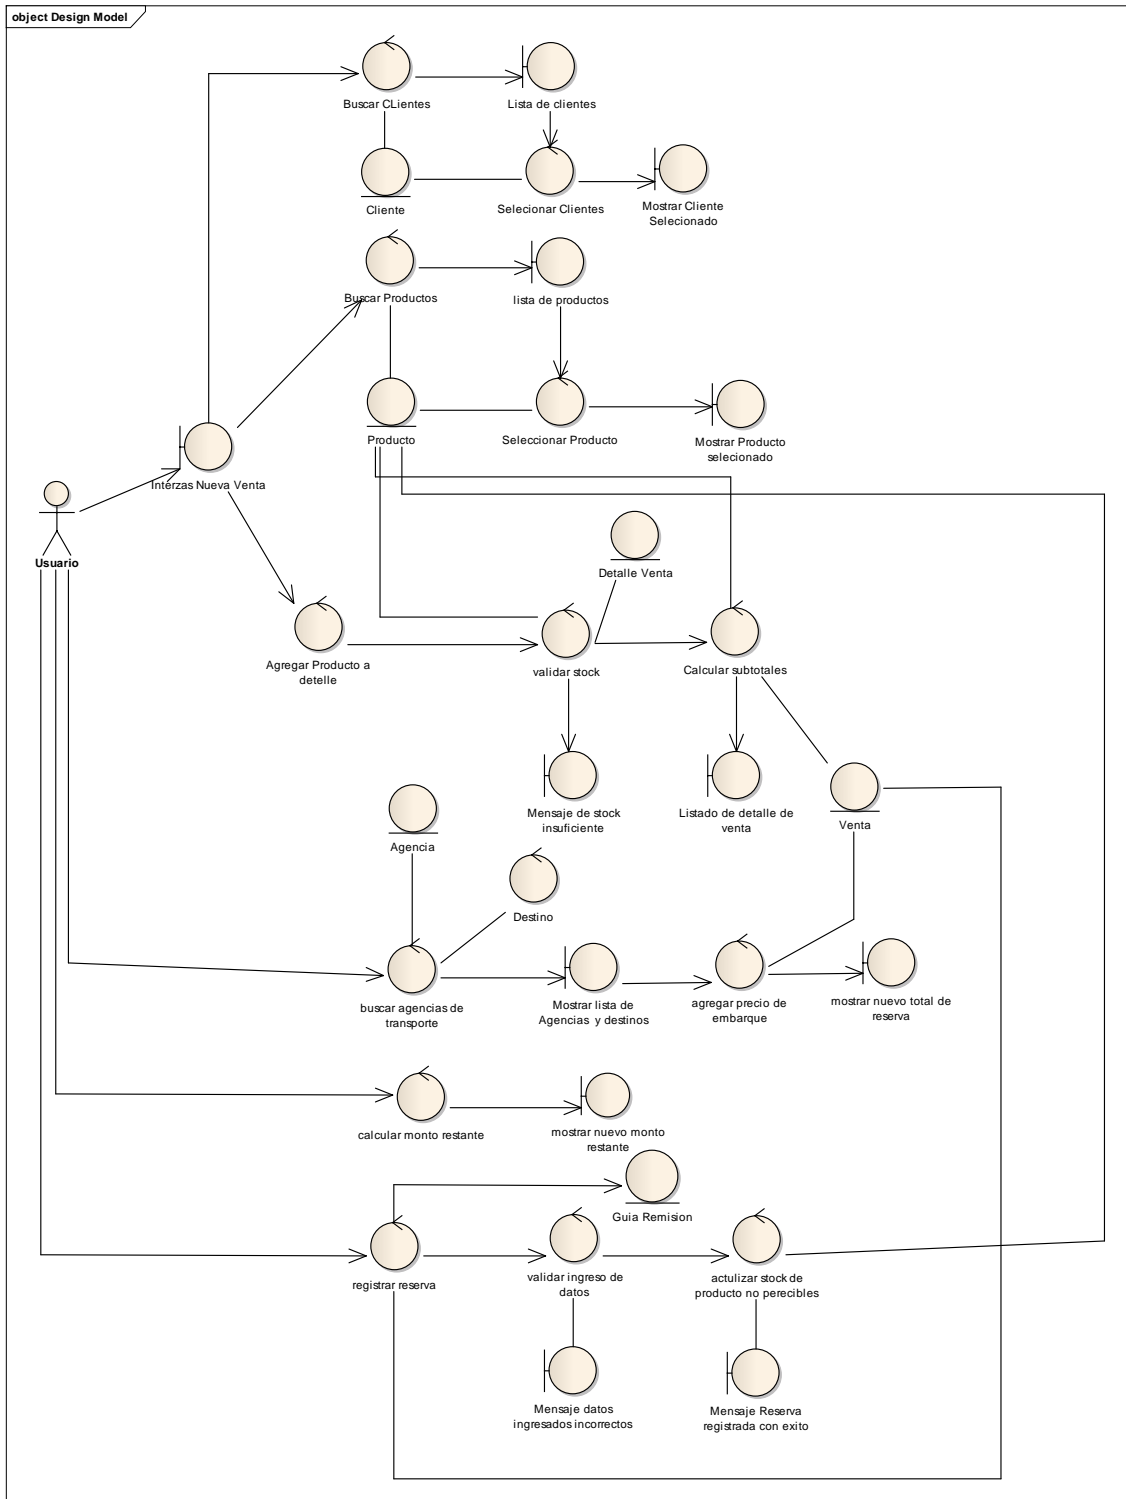 object Design Model
Buscar CLientes
Lista de clientes
Cliente
Selecionar Clientes
Mostrar Cliente
Selecionado
Buscar Productos
lista de productos
Producto
Seleccionar Producto
Mostrar Producto
selecionado
Interzas Nueva Venta
Usuario
Detalle Venta
Agregar Producto a
detelle
validar stock
Calcular subtotales
Mensaje de stock
insuficiente
Listado de detalle de
venta
Venta
Agencia
Destino
buscar agencias de
transporte
Mostrar lista de
Agencias y destinos
agregar precio de
embarque
mostrar nuevo total de
reserva
calcular monto restante
mostrar nuevo monto
restante
Guia Remision
registrar reserva
validar ingreso de
datos
actulizar stock de
producto no perecibles
Mensaje datos
ingresados incorrectos
Mensaje Reserva
registrada con exito